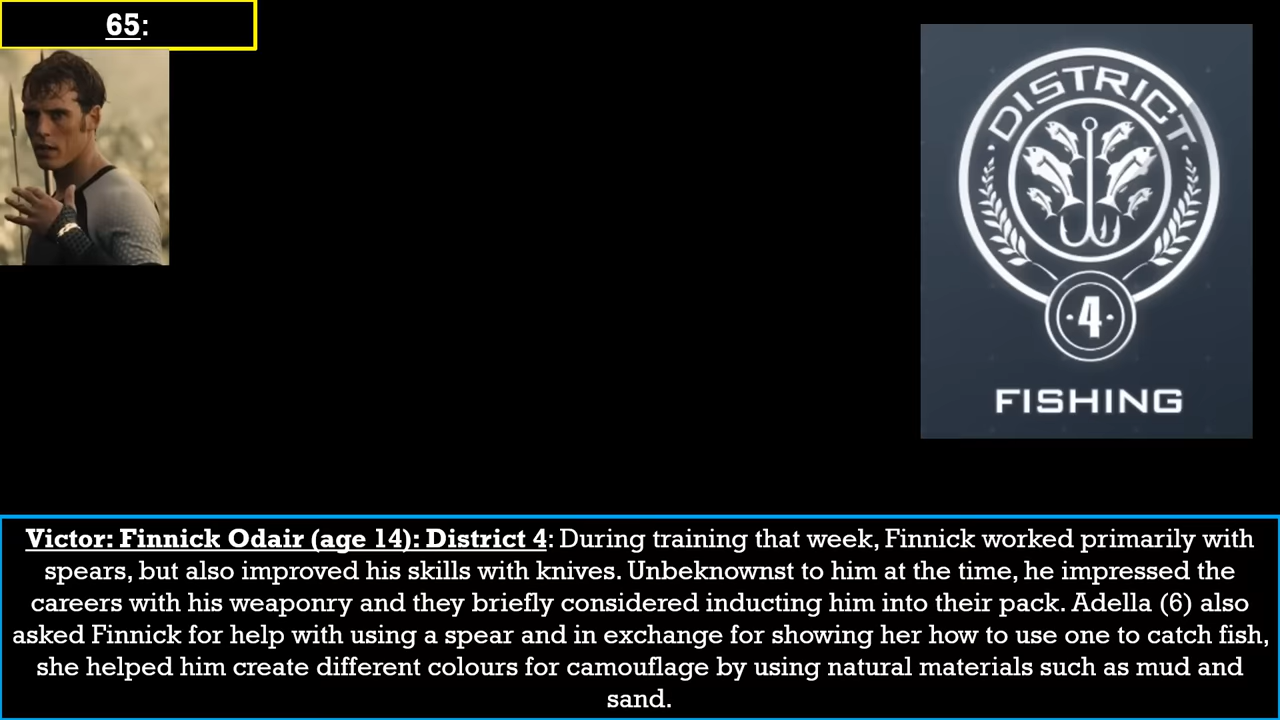 65:
DISTRICT
4
FISHING
Victor: Finnick Odair (age 14): District 4: During training that week, Finnick worked primarily with
spears, but also improved his skills with knives. Unbeknownst to him at the time, he impressed the
careers with his weaponry and they briefly considered inducting him into their pack. Adella (6) also
asked Finnick for help with using a spear and in exchange for showing her how to use one to catch fish,
she helped him create different colours for camouflage by using natural materials such as mud and
sand.